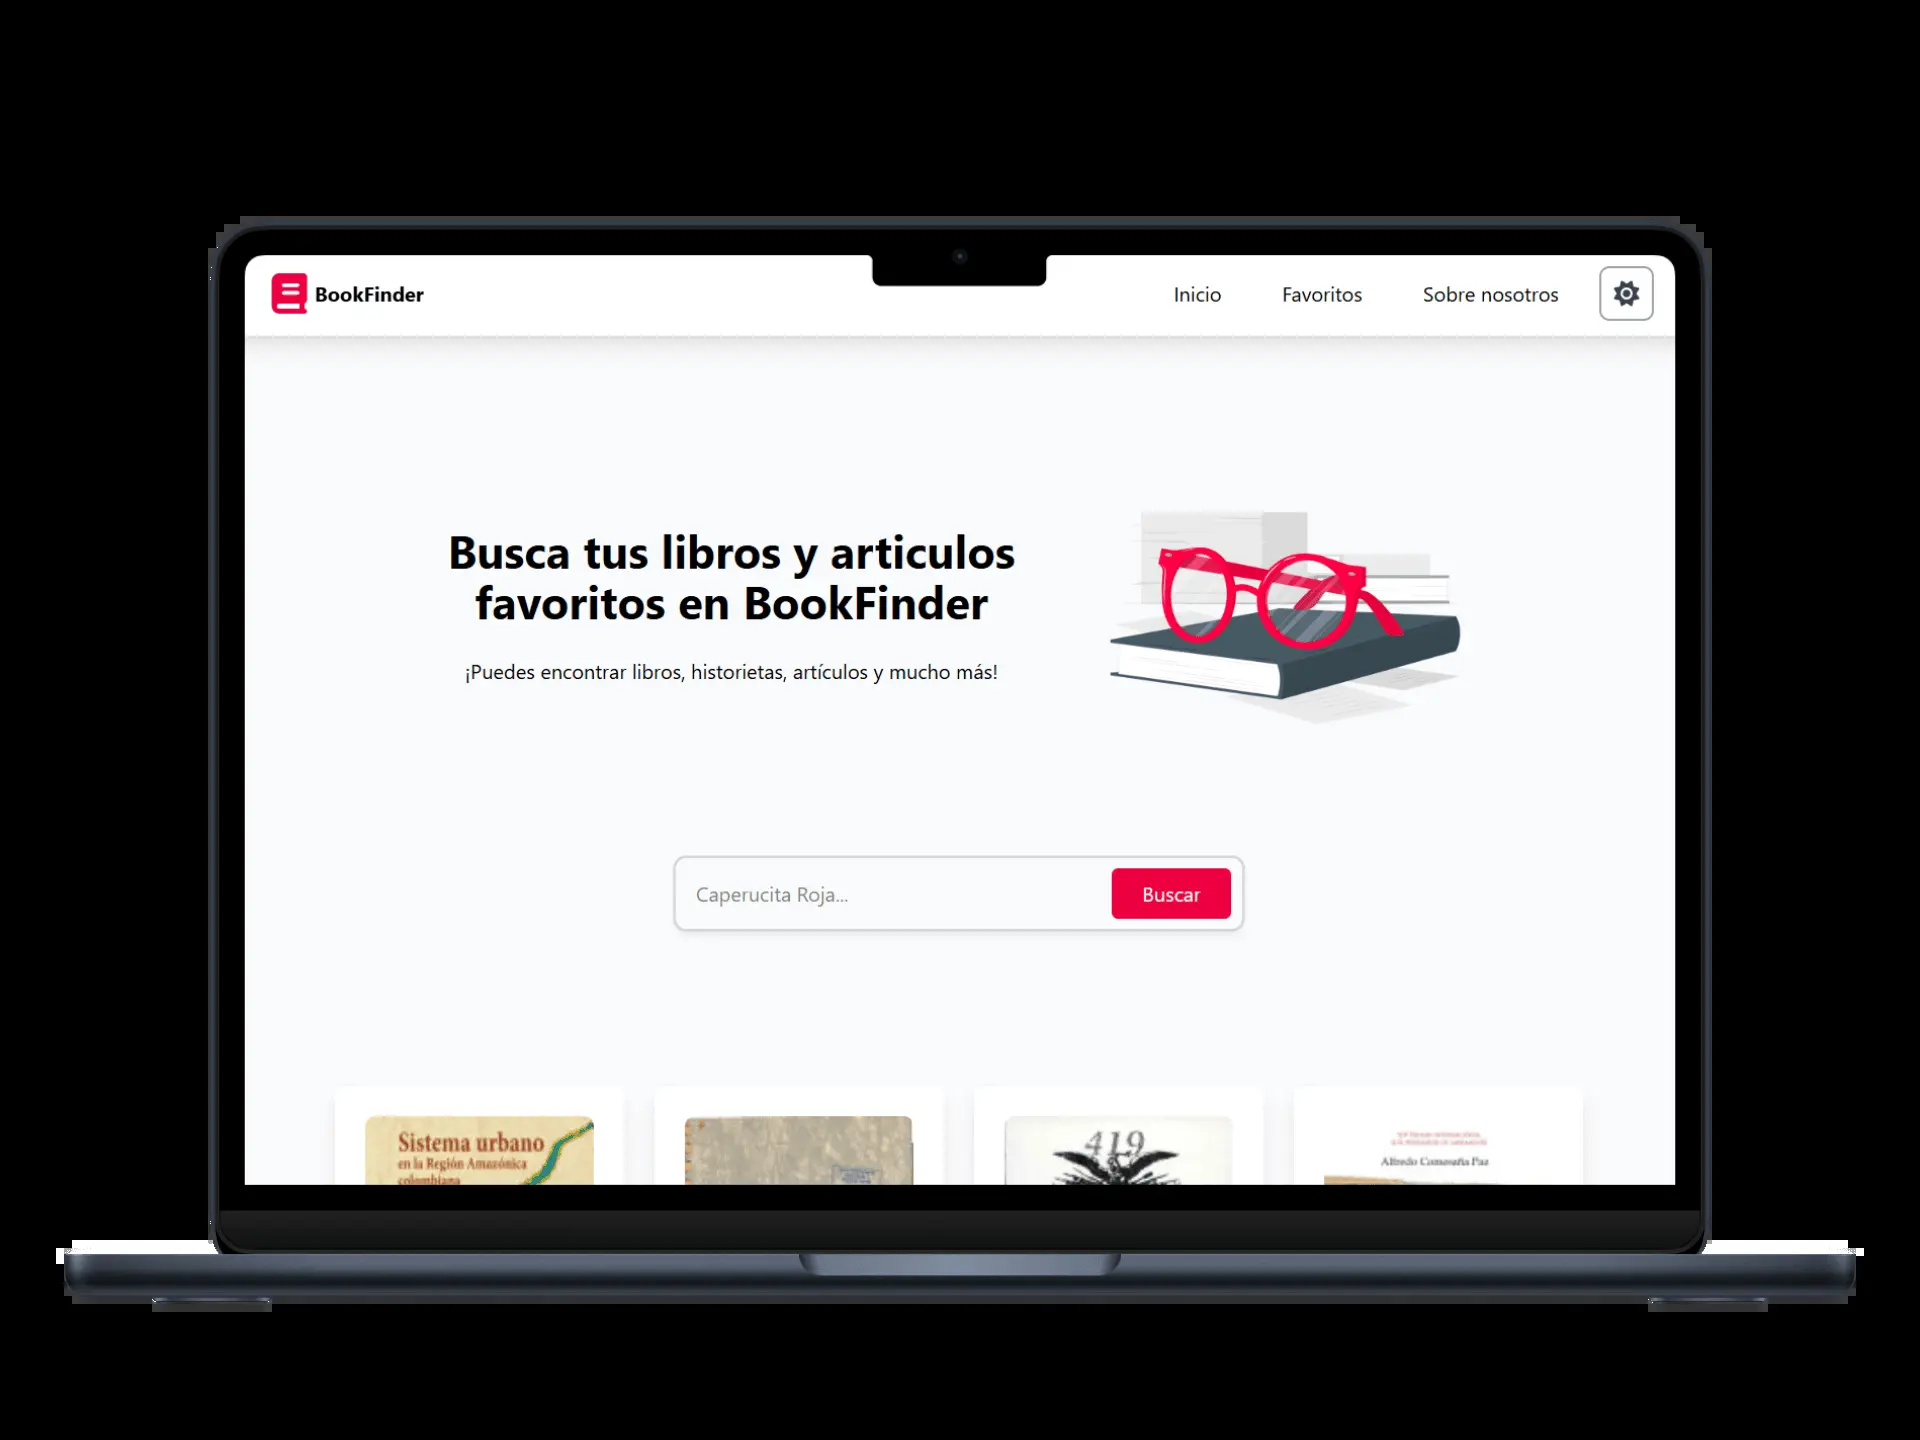 BookFinder
Inicio
Favoritos
Sobre nosotros
Busca tus libros y articulos
favoritos en BookFinder
¡Puedes encontrar libros, historietas, artículos y mucho más!
Caperucita Roja...
Buscar
Sistema urbano
en la Región Amazónica
colombiana
419
Alfredo Comesaña Paz